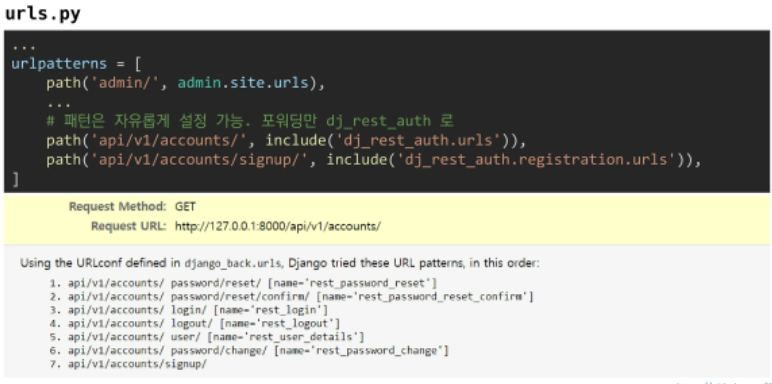 urls.py
...
urlpatterns = [
path('admin/', admin.site.urls),
...
# 패턴은 자유롭게 설정 가능. 포워딩만 dj_rest_auth 로
path('api/v1/accounts/', include('dj_rest_auth.urls')),
path('api/v1/accounts/signup/', include('dj_rest_auth.registration.urls')),
]
Request Method: GET
Request URL: http://127.0.0.1:8000/api/v1/accounts/
Using the URLconf defined in django_back.urls, Django tried these URL patterns, in this order:
1. api/v1/accounts/ password/reset/ [name='rest_password_reset']
2. api/v1/accounts/ password/reset/confirm/ [name='rest_password_reset_confirm']
3. api/v1/accounts/ login/ [name='rest_login']
4. api/v1/accounts/ logout/ [name='rest_logout']
5. api/v1/accounts/ user/ [name='rest_user_details']
6. api/v1/accounts/ password/change/ [name='rest_password_change']
7. api/v1/accounts/signup/